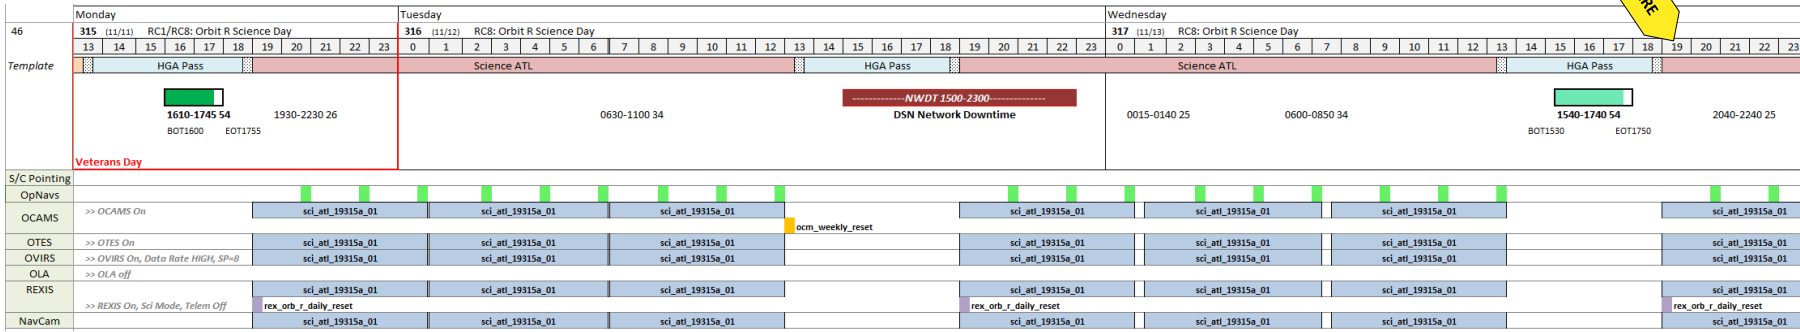 Monday Tuesday Wednesday RE
46 315 (11/11) RC1/RC8: Orbit R Science Day 316 (11/12) RC8: Orbit R Science Day 317 (11/13) RC8: Orbit R Science Day
13 14 15 16 17 18 19 20 21 22 23 0 1 2 3 4 5 6 7 8 9 10 11 12 13 14 15 16 17 18 19 20 21 22 23 0 1 2 3 4 5 6 7 8 9 10 11 12 13 14 15 16 17 18 19 20 21 22 23
Template HGA Pass Science ATL HGA Pass Science ATL HGA Pass
-------------NWDT 1500-2300--------------
1610-1745 54 1930-2230 26 0630-1100 34 DSN Network Downtime 0015-0140 25 0600-0850 34 1540-1740 54 2040-2240 25
BOT1600 EOT1755 BOT1530 EOT1750
Veterans Day
S/C Pointing
OpNavs
OCAMS >> OCAMS On sci_atl_19315a_01 sci_atl_19315a_01 sci_atl_19315a_01 sci_atl_19315a_01 sci_atl_19315a_01 sci_atl_19315a_01 sci_atl_19315a_01
ocm_weekly_reset
OTES >> OTES On sci_atl_19315a_01 sci_atl_19315a_01 sci_atl_19315a_01 sci_atl_19315a_01 sci_atl_19315a_01 sci_atl_19315a_01 sci_atl_19315a_01
OVIRS >> OVIRS On, Data Rate HIGH, SP=8 sci_atl_19315a_01 sci_atl_19315a_01 sci_atl_19315a_01 sci_atl_19315a_01 sci_atl_19315a_01 sci_atl_19315a_01 sci_atl_19315a_01
OLA >> OLA off
REXIS sci_atl_19315a_01 sci_atl_19315a_01 sci_atl_19315a_01 sci_atl_19315a_01 sci_atl_19315a_01 sci_atl_19315a_01 sci_atl_19315a_01
>> REXIS On, Sci Mode, Telem Off rex_orb_r_daily_reset rex_orb_r_daily_reset rex_orb_r_daily_reset
NavCam sci_atl_19315a_01 sci_atl_19315a_01 sci_atl_19315a_01 sci_atl_19315a_01 sci_atl_19315a_01 sci_atl_19315a_01 sci_atl_19315a_01